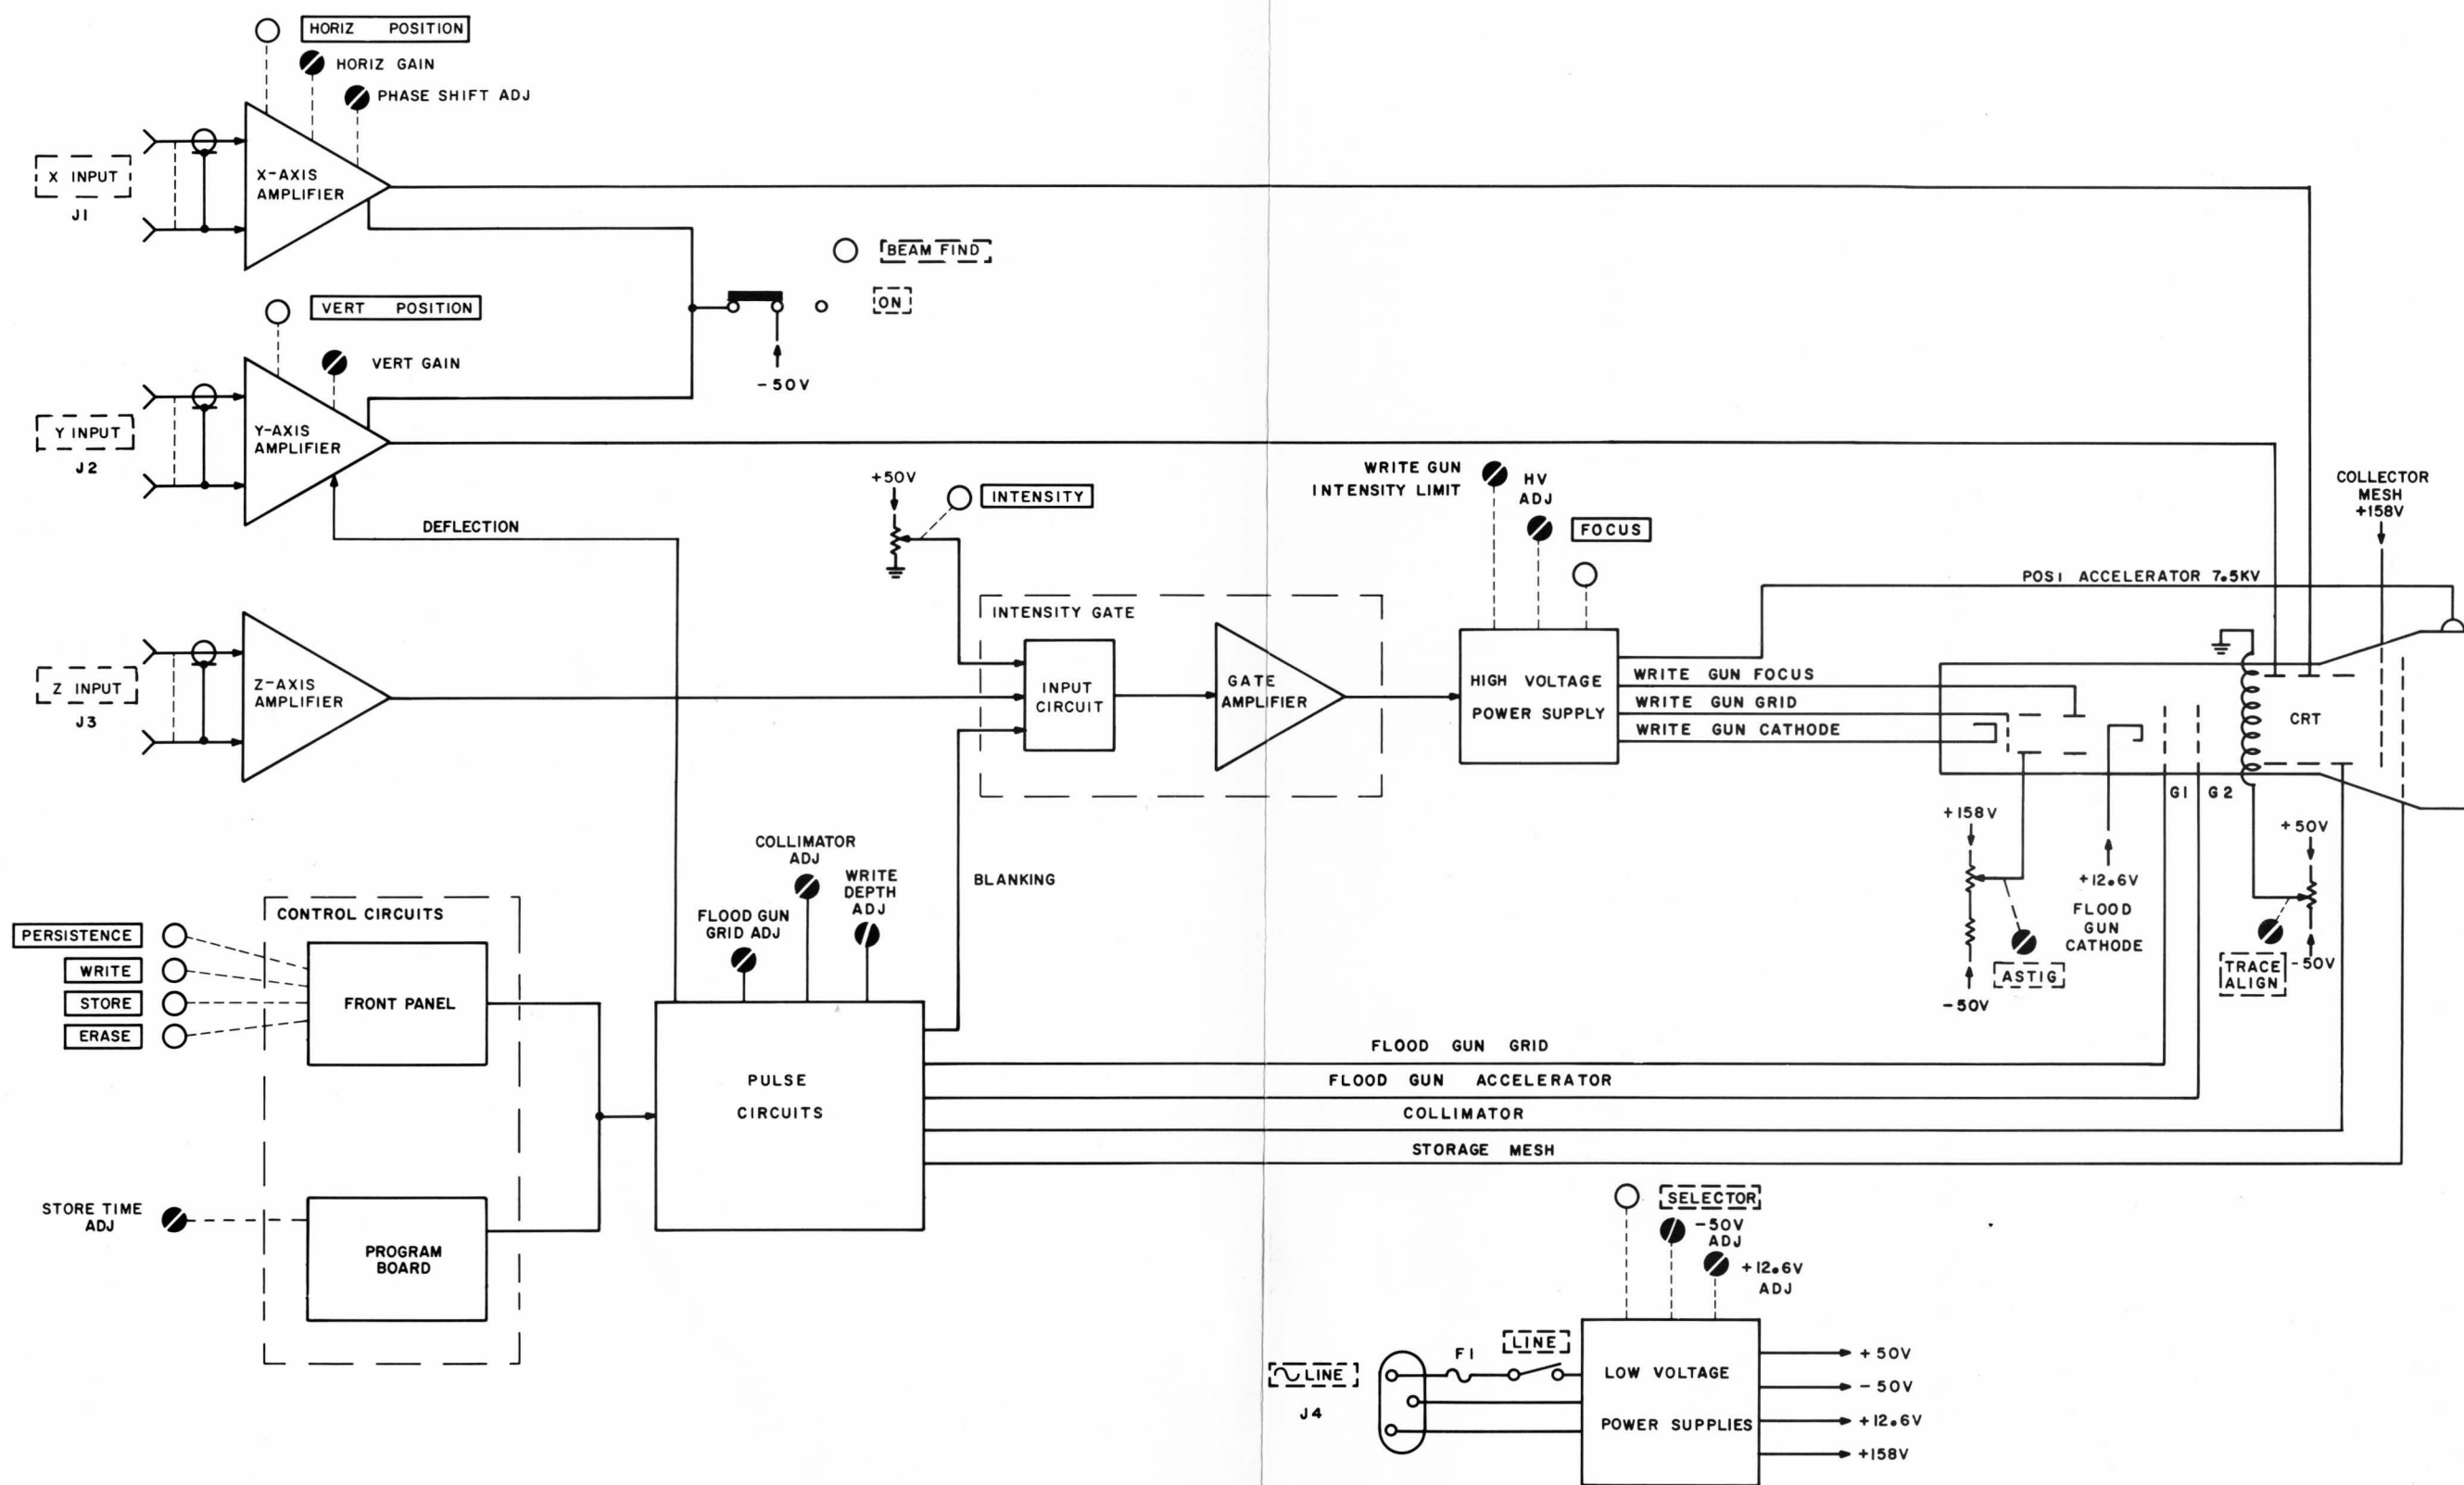 HORIZ POSITION
HORIZ GAIN
PHASE SHIFT ADJ
X INPUT
J1
X-AXIS
AMPLIFIER
BEAM FIND
ON
-50V
VERT POSITION
VERT GAIN
Y INPUT
J2
Y-AXIS
AMPLIFIER
DEFLECTION
+50V
INTENSITY
WRITE GUN
INTENSITY LIMIT
HV
ADJ
FOCUS
COLLECTOR
MESH
+158V
POST ACCELERATOR 7.5KV
Z INPUT
J3
Z-AXIS
AMPLIFIER
INTENSITY GATE
INPUT
CIRCUIT
GATE
AMPLIFIER
HIGH VOLTAGE
POWER SUPPLY
WRITE GUN FOCUS
WRITE GUN GRID
WRITE GUN CATHODE
CRT
G1 G2
+158V
-50V
ASTIG
+12.6V
FLOOD
GUN
CATHODE
+50V
TRACE
ALIGN
-50V
COLLIMATOR
ADJ
WRITE
DEPTH
ADJ
FLOOD GUN
GRID ADJ
BLANKING
CONTROL CIRCUITS
PERSISTENCE
WRITE
STORE
ERASE
FRONT PANEL
PULSE
CIRCUITS
FLOOD GUN GRID
FLOOD GUN ACCELERATOR
COLLIMATOR
STORAGE MESH
STORE TIME
ADJ
PROGRAM
BOARD
SELECTOR
-50V
ADJ
+12.6V
ADJ
LINE
J4
F1
LINE
LOW VOLTAGE
POWER SUPPLIES
+50V
-50V
+12.6V
+158V